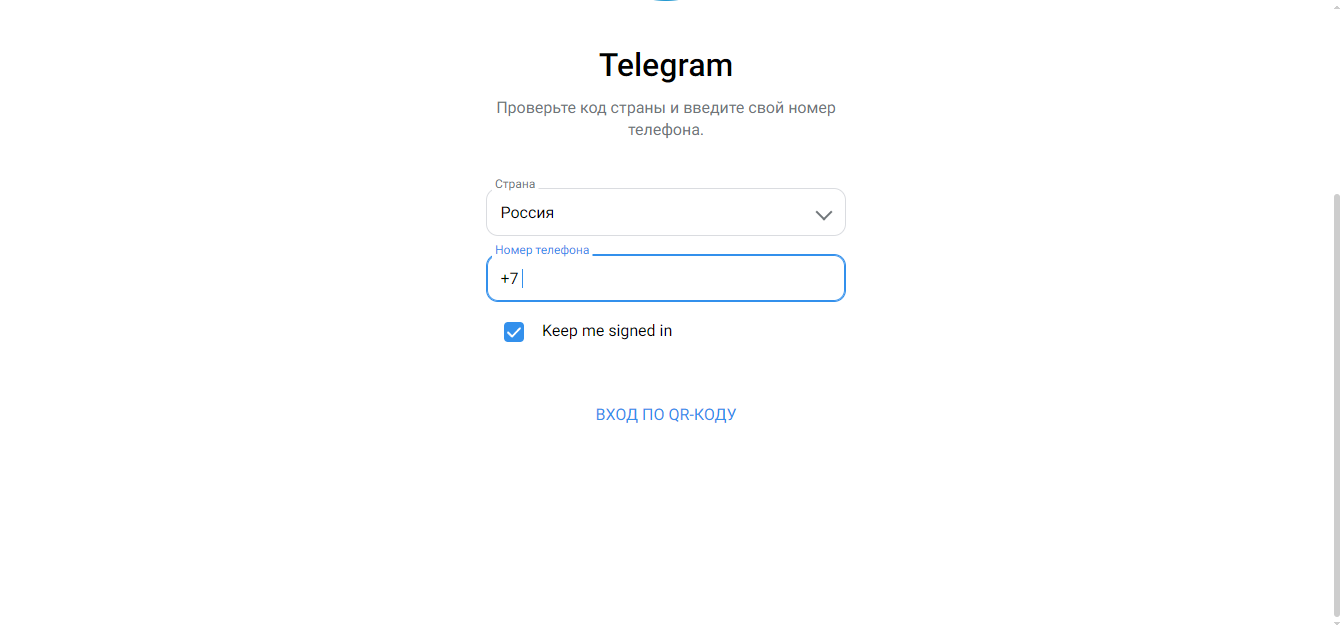 Telegram
Проверьте код страны и введите свой номер
телефона.
Страна
Россия
Номер телефона
+7
Keep me signed in
ВХОД ПО QR-КОДУ